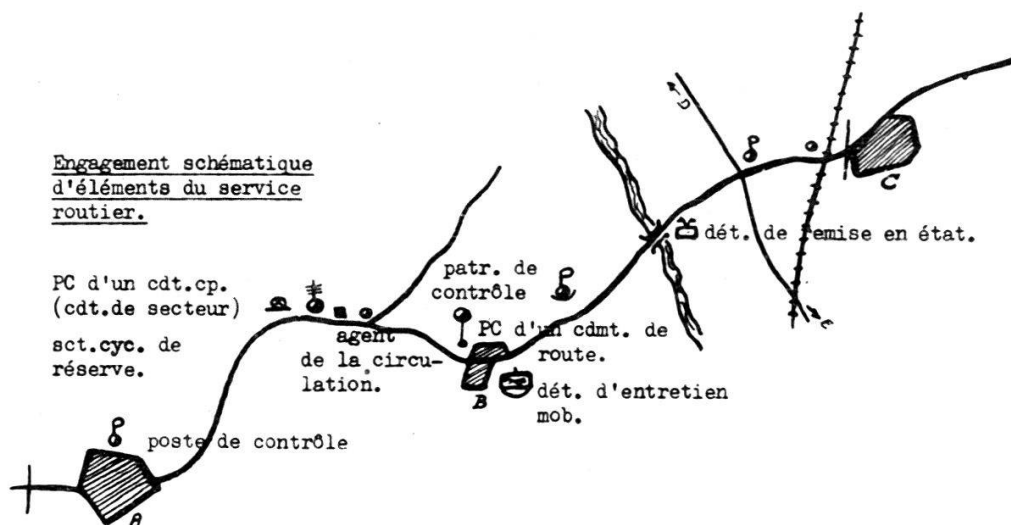 Engagement schématique
d'éléments du service
routier.
PC d'un cdt.cp.
(cdt.de secteur)
sct.cyc. de
réserve.
agent
de la circu-
lation.
patr. de
contrôle
PC d'un cdmt. de
route.
dét. d'entretien
mob.
dét. de remise en état.
poste de contrôle
A
B
C
D
E